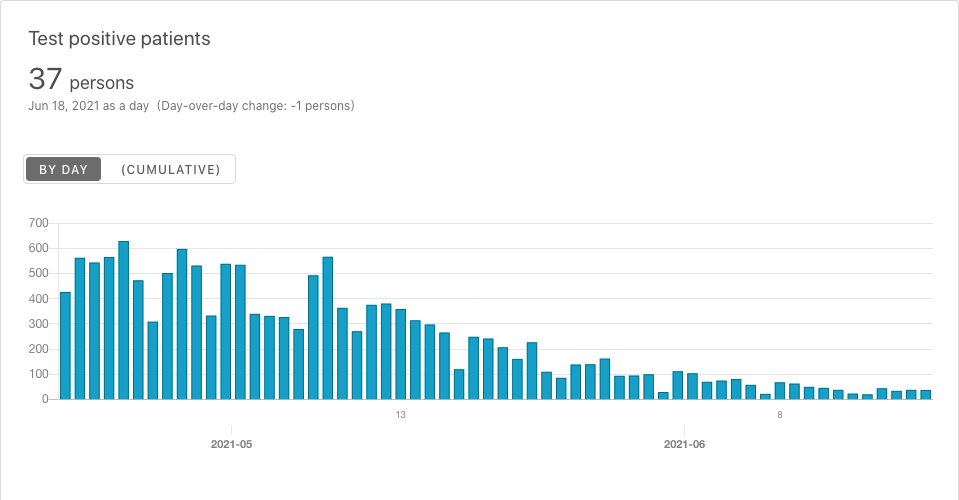 Test positive patients
37 persons
Jun 18, 2021 as a day (Day-over-day change: -1 persons)
BY DAY (CUMULATIVE)
700
600
500
400
300
200
100
0
13 8
2021-05 2021-06